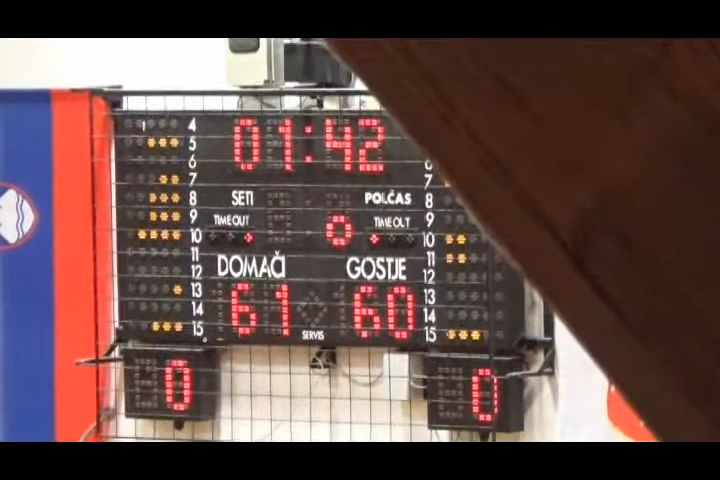 4 01:42
5
6 6
7 7
8 SETI POLČAS 8
9 TIME OUT 0 TIME OUT 9
10 10
11 11
12 DOMAČI GOSTJE 12
13 61 60 13
14 14
15 SERVIS 15
0 0